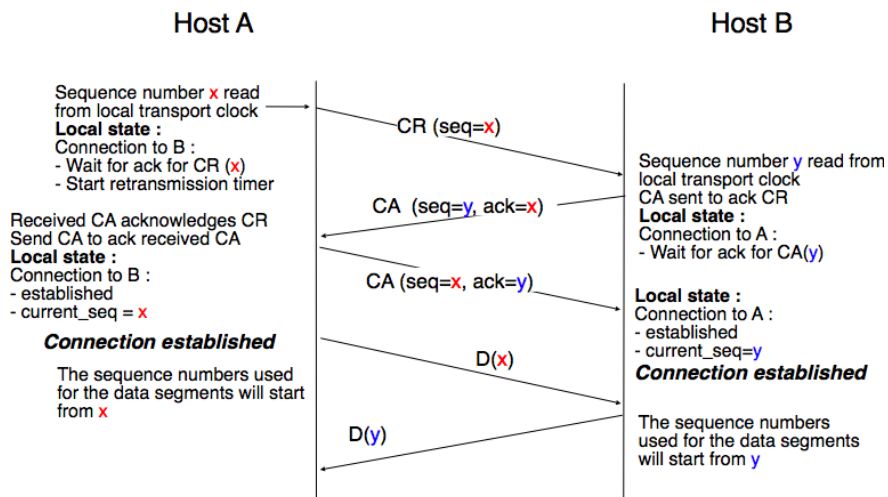 Host A
Host B
Sequence number x read
from local transport clock
Local state :
Connection to B :
- Wait for ack for CR (x)
- Start retransmission timer
CR (seq=x)
Sequence number y read from
local transport clock
CA sent to ack CR
Local state :
Connection to A :
- Wait for ack for CA(y)
CA (seq=y, ack=x)
Received CA acknowledges CR
Send CA to ack received CA
Local state :
Connection to B :
- established
- current_seq = x
CA (seq=x, ack=y)
Local state :
Connection to A :
- established
- current_seq=y
Connection established
Connection established
D(x)
The sequence numbers used
for the data segments will start
from x
D(y)
The sequence numbers
used for the data segments
will start from y